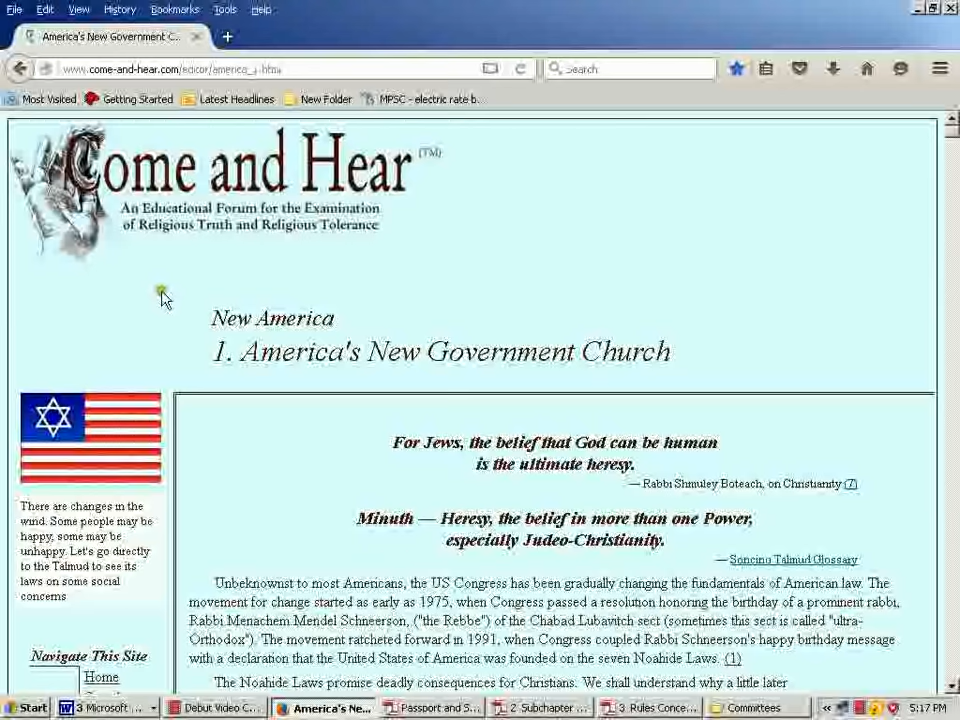 File Edit View History Bookmarks Tools Help
America's New Government C...
www.come-and-hear.com/editor/america_1.html
Search
Most Visited Getting Started Latest Headlines New Folder MPSC - electric rate b...
Come and Hear (TM)
An Educational Forum for the Examination
of Religious Truth and Religious Tolerance
New America
1. America's New Government Church
For Jews, the belief that God can be human
is the ultimate heresy.
— Rabbi Shmuley Boteach, on Christianity (7)
Minuth — Heresy, the belief in more than one Power,
especially Judeo-Christianity.
— Soncino Talmud Glossary
There are changes in the
wind. Some people may be
happy, some may be
unhappy. Let's go directly
to the Talmud to see its
laws on some social
concerns
Navigate This Site
Home
Unbeknownst to most Americans, the US Congress has been gradually changing the fundamentals of American law. The
movement for change started as early as 1975, when Congress passed a resolution honoring the birthday of a prominent rabbi,
Rabbi Menachem Mendel Schneerson, ("the Rebbe") of the Chabad Lubavitch sect (sometimes this sect is called "ultra-
Orthodox"). The movement ratcheted forward in 1991, when Congress coupled Rabbi Schneerson's happy birthday message
with a declaration that the United States of America was founded on the seven Noahide Laws. (1)
The Noahide Laws promise deadly consequences for Christians. We shall understand why a little later
Start 3 Microsoft ... Debut Video C... America's Ne... Passport and S... 2 Subchapter ... 3 Rules Conce... Committees « 5:17 PM